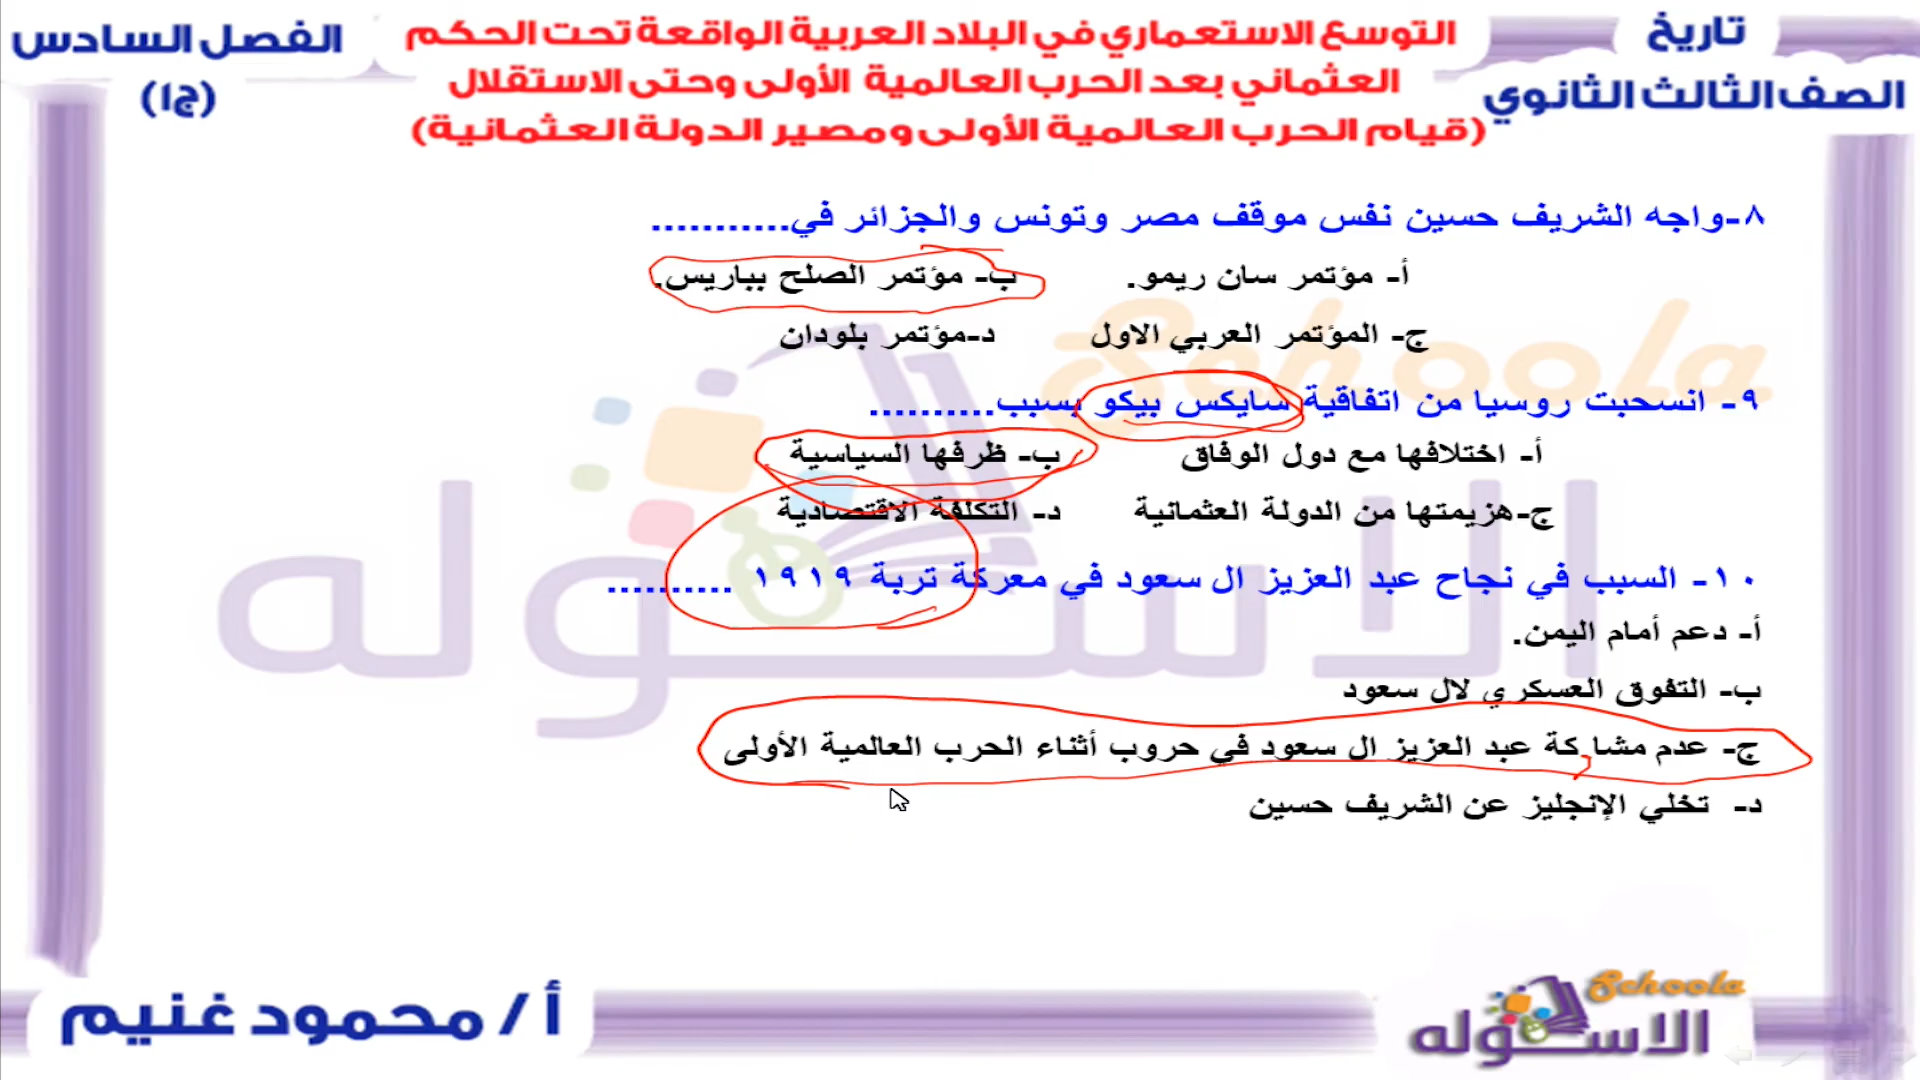 تاريخ
الصف الثالث الثانوي
التوسع الاستعماري في البلاد العربية الواقعة تحت الحكم
العثماني بعد الحرب العالمية الأولى وحتى الاستقلال
(قيام الحرب العالمية الأولى ومصير الدولة العثمانية)
الفصل السادس
(ج١)
٨-واجه الشريف حسين نفس موقف مصر وتونس والجزائر في...........
أ- مؤتمر سان ريمو. ب- مؤتمر الصلح بباريس.
ج- المؤتمر العربي الاول د-مؤتمر بلودان
٩- انسحبت روسيا من اتفاقية سايكس بيكو بسبب..........
أ- اختلافها مع دول الوفاق ب- ظرفها السياسية
ج-هزيمتها من الدولة العثمانية د- التكلفة الاقتصادية
١٠- السبب في نجاح عبد العزيز ال سعود في معركة تربة ١٩١٩ ..........
أ- دعم أمام اليمن.
ب- التفوق العسكري لال سعود
ج- عدم مشاركة عبد العزيز ال سعود في حروب أثناء الحرب العالمية الأولى
د- تخلي الإنجليز عن الشريف حسين
Schoola
الاسكوله
أ/ محمود غنيم
Schoola
الاسكوله